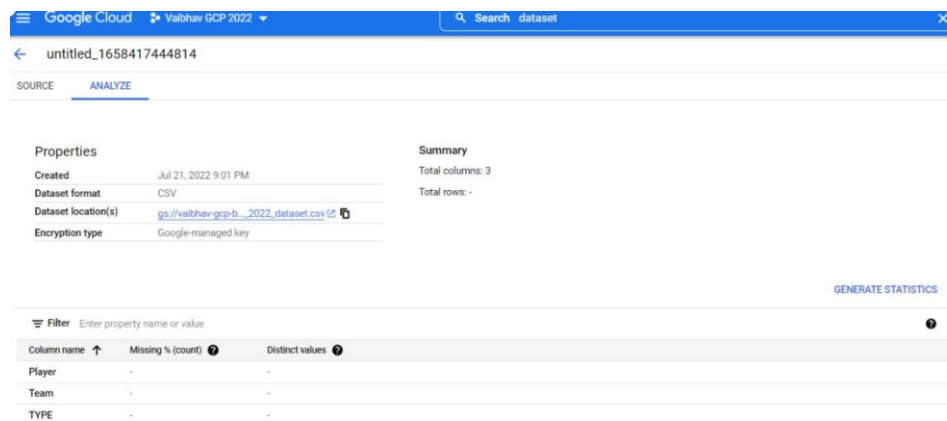 Google Cloud Vaibhav GCP 2022 Search dataset
untitled_1658417444814
SOURCE ANALYZE
Properties
Created Jul 21, 2022 9:01 PM
Dataset format CSV
Dataset location(s) gs://vaibhav-gcp-b..._2022_dataset.csv
Encryption type Google-managed key
Summary
Total columns: 3
Total rows: -
GENERATE STATISTICS
Filter Enter property name or value
Column name Missing % (count) Distinct values
Player - -
Team - -
TYPE - -